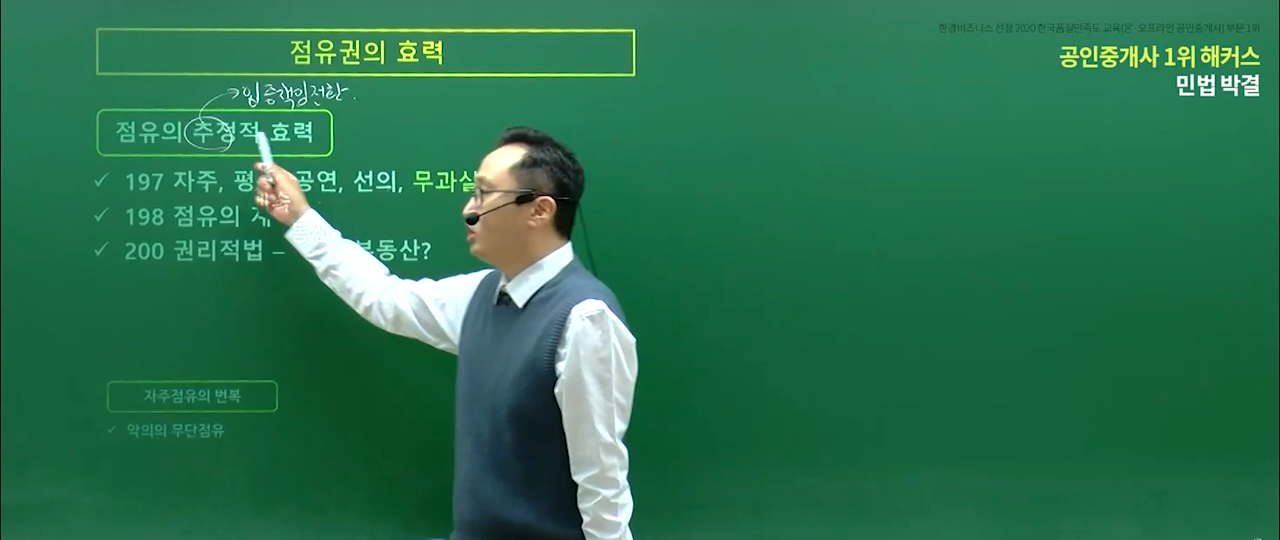 점유권의 효력
입증책임전환.
점유의 추정적 효력
✓ 197 자주, 평 공연, 선의, 무과실
✓ 198 점유의 계
✓ 200 권리적법 – 부동산?
자주점유의 번복
✓ 악의의 무단점유
한경비즈니스 선정 2020 한국품질만족도 교육(온·오프라인 공인중개사) 부문 1위
공인중개사 1위 해커스
민법 박결